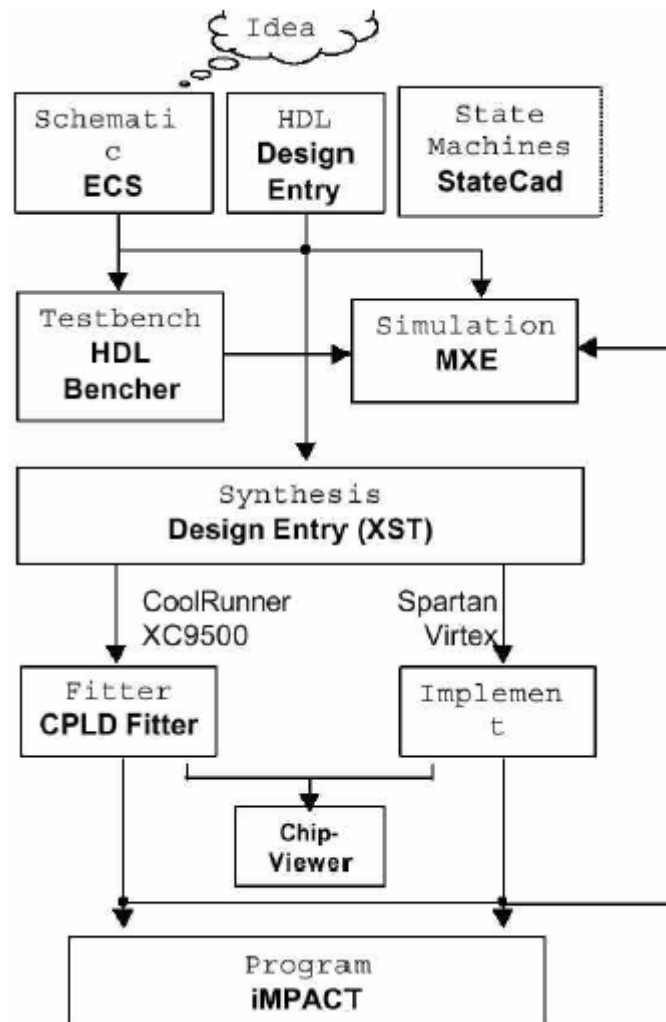 Idea
Schemati
c
ECS
HDL
Design
Entry
State
Machines
StateCad
Testbench
HDL
Bencher
Simulation
MXE
Synthesis
Design Entry (XST)
CoolRunner
XC9500
Spartan
Virtex
Fitter
CPLD Fitter
Implemen
t
Chip-
Viewer
Program
iMPACT